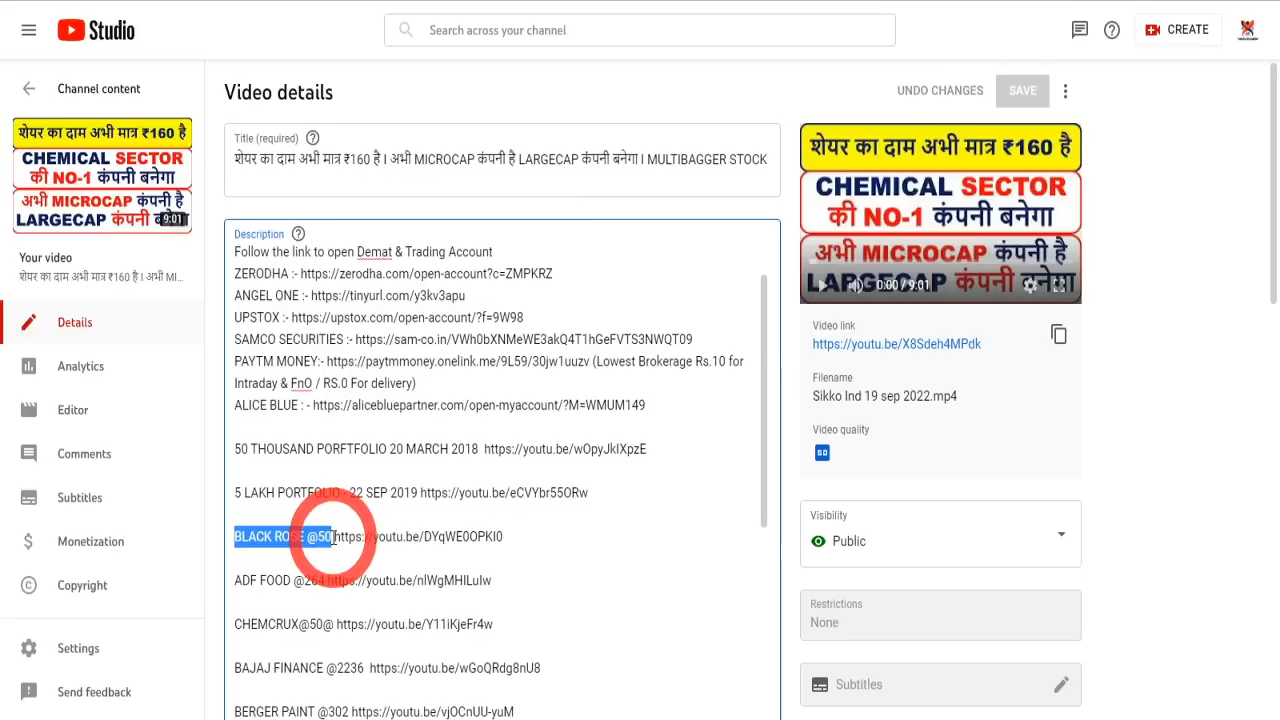 Studio
Search across your channel
CREATE
Channel content
शेयर का दाम अभी मात्र ₹160 है
CHEMICAL SECTOR
की NO-1 कंपनी बनेगा
अभी MICROCAP कंपनी है
LARGECAP कंपनी
9:01
Your video
शेयर का दाम अभी मात्र ₹160 है I अभी MI...
Details
Analytics
Editor
Comments
Subtitles
Monetization
Copyright
Settings
Send feedback
Video details
UNDO CHANGES
SAVE
Title (required)
शेयर का दाम अभी मात्र ₹160 है I अभी MICROCAP कंपनी है LARGECAP कंपनी बनेगा I MULTIBAGGER STOCK
Description
Follow the link to open Demat & Trading Account
ZERODHA :- https://zerodha.com/open-account?c=ZMPKRZ
ANGEL ONE :- https://tinyurl.com/y3kv3apu
UPSTOX :- https://upstox.com/open-account/?f=9W98
SAMCO SECURITIES :- https://sam-co.in/VWh0bXNMeWE3akQ4T1hGeFVTS3NWQT09
PAYTM MONEY:- https://paytmmoney.onelink.me/9L59/30jw1uuzv (Lowest Brokerage Rs.10 for
Intraday & FnO / RS.0 For delivery)
ALICE BLUE : - https://alicebluepartner.com/open-myaccount/?M=WMUM149
50 THOUSAND PORFTFOLIO 20 MARCH 2018 https://youtu.be/wOpyJkIXpzE
5 LAKH PORTFOLIO - 22 SEP 2019 https://youtu.be/eCVYbr55ORw
BLACK ROSE @50 https://youtu.be/DYqWE0OPKI0
ADF FOOD @264 https://youtu.be/nlWgMHILuIw
CHEMCRUX@50@ https://youtu.be/Y11iKjeFr4w
BAJAJ FINANCE @2236 https://youtu.be/wGoQRdg8nU8
BERGER PAINT @302 https://youtu.be/vjOCnUU-yuM
शेयर का दाम अभी मात्र ₹160 है
CHEMICAL SECTOR
की NO-1 कंपनी बनेगा
अभी MICROCAP कंपनी है
LARGECAP कंपनी बनेगा
0:00 / 9:01
Video link
https://youtu.be/X8Sdeh4MPdk
Filename
Sikko Ind 19 sep 2022.mp4
Video quality
SD
Visibility
Public
Restrictions
None
Subtitles